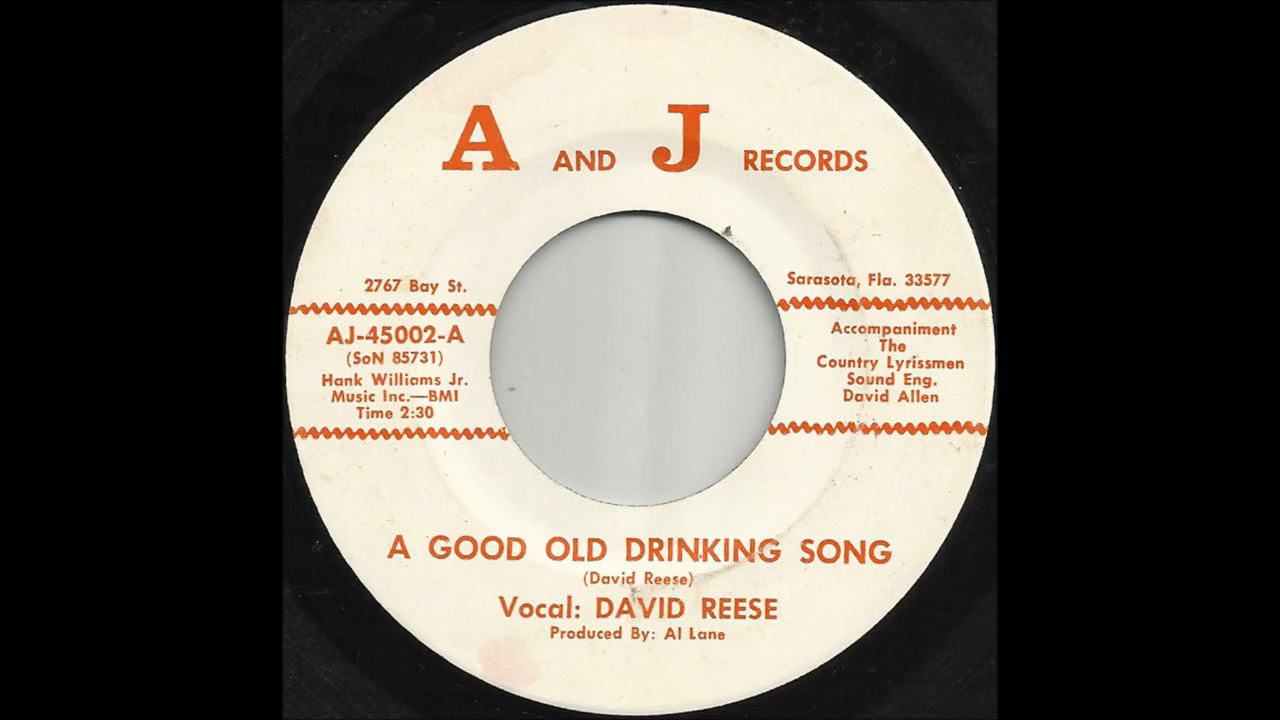 A AND J RECORDS
2767 Bay St.
Sarasota, Fla. 33577
AJ-45002-A
(SoN 85731)
Hank Williams Jr.
Music Inc.—BMI
Time 2:30
Accompaniment
The
Country Lyrissmen
Sound Eng.
David Allen
A GOOD OLD DRINKING SONG
(David Reese)
Vocal: DAVID REESE
Produced By: Al Lane